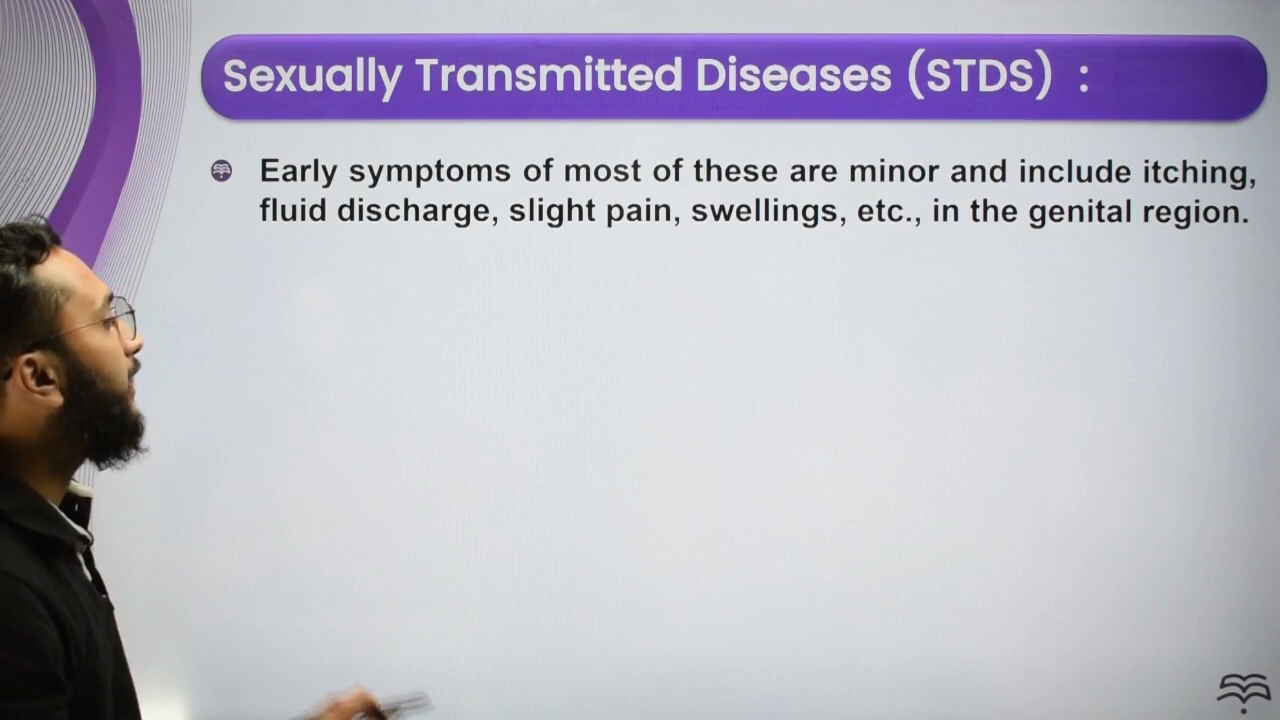 Sexually Transmitted Diseases (STDS) :
Early symptoms of most of these are minor and include itching,
fluid discharge, slight pain, swellings, etc., in the genital region.